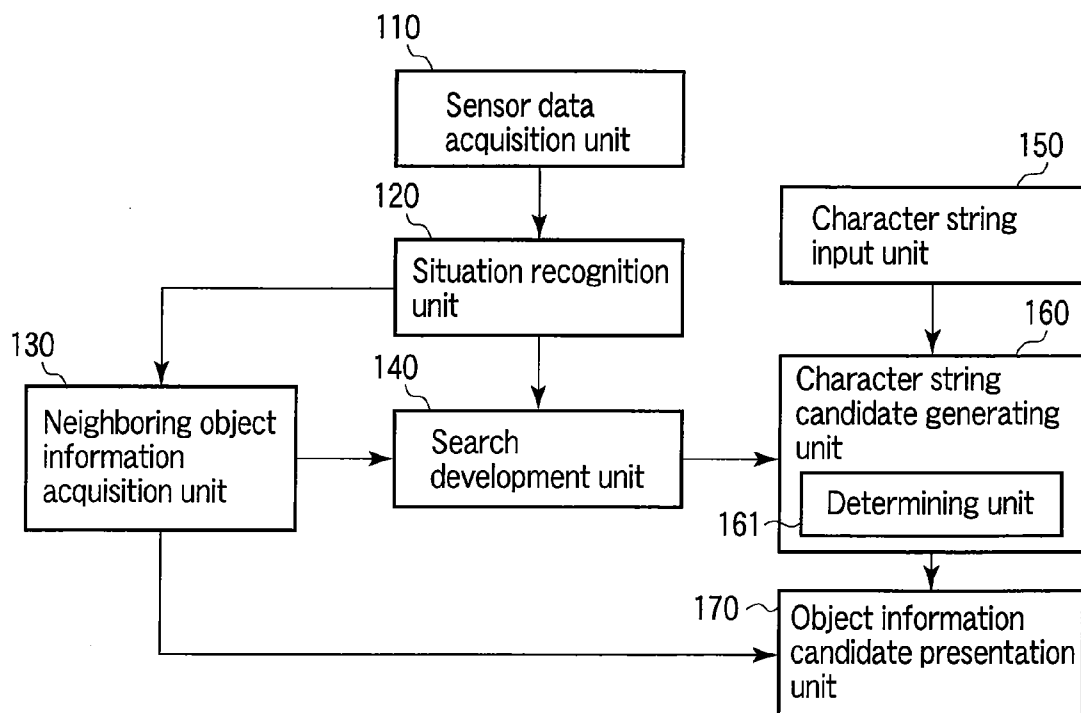 110
Sensor data
acquisition unit
120
Situation recognition
unit
130
Neighboring object
information
acquisition unit
140
Search
development unit
150
Character string
input unit
160
Character string
candidate generating
unit
161
Determining unit
170
Object information
candidate presentation
unit